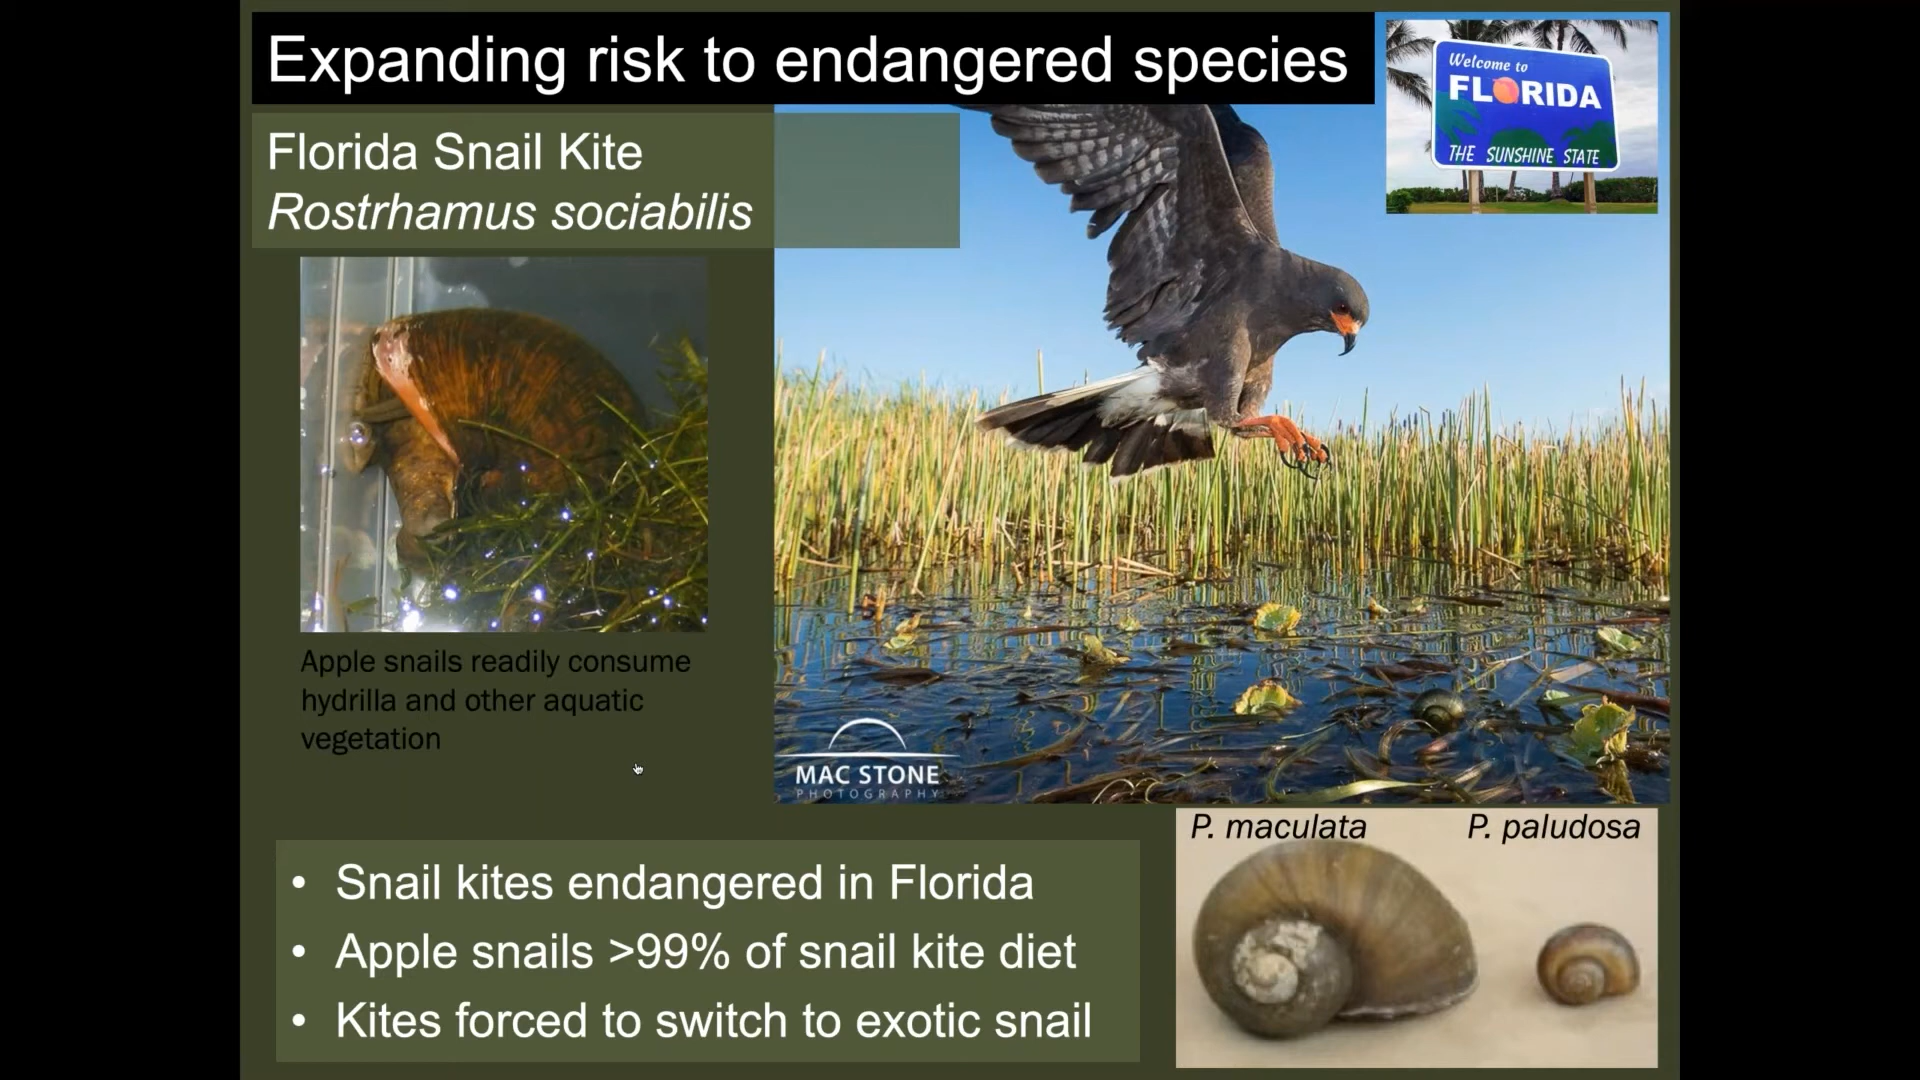 Expanding risk to endangered species
Welcome to
FLORIDA
THE SUNSHINE STATE
Florida Snail Kite
Rostrhamus sociabilis
Apple snails readily consume
hydrilla and other aquatic
vegetation
MAC STONE
PHOTOGRAPHY
P. maculata P. paludosa
• Snail kites endangered in Florida
• Apple snails >99% of snail kite diet
• Kites forced to switch to exotic snail